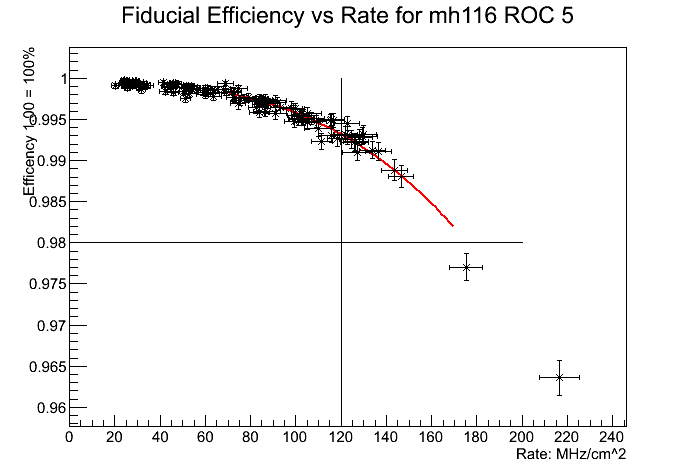 Fiducial Efficiency vs Rate for mh116 ROC 5
Efficency 1.00 = 100%
1
0.995
0.99
0.985
0.98
0.975
0.97
0.965
0.96
0 20 40 60 80 100 120 140 160 180 200 220 240
Rate: MHz/cm^2